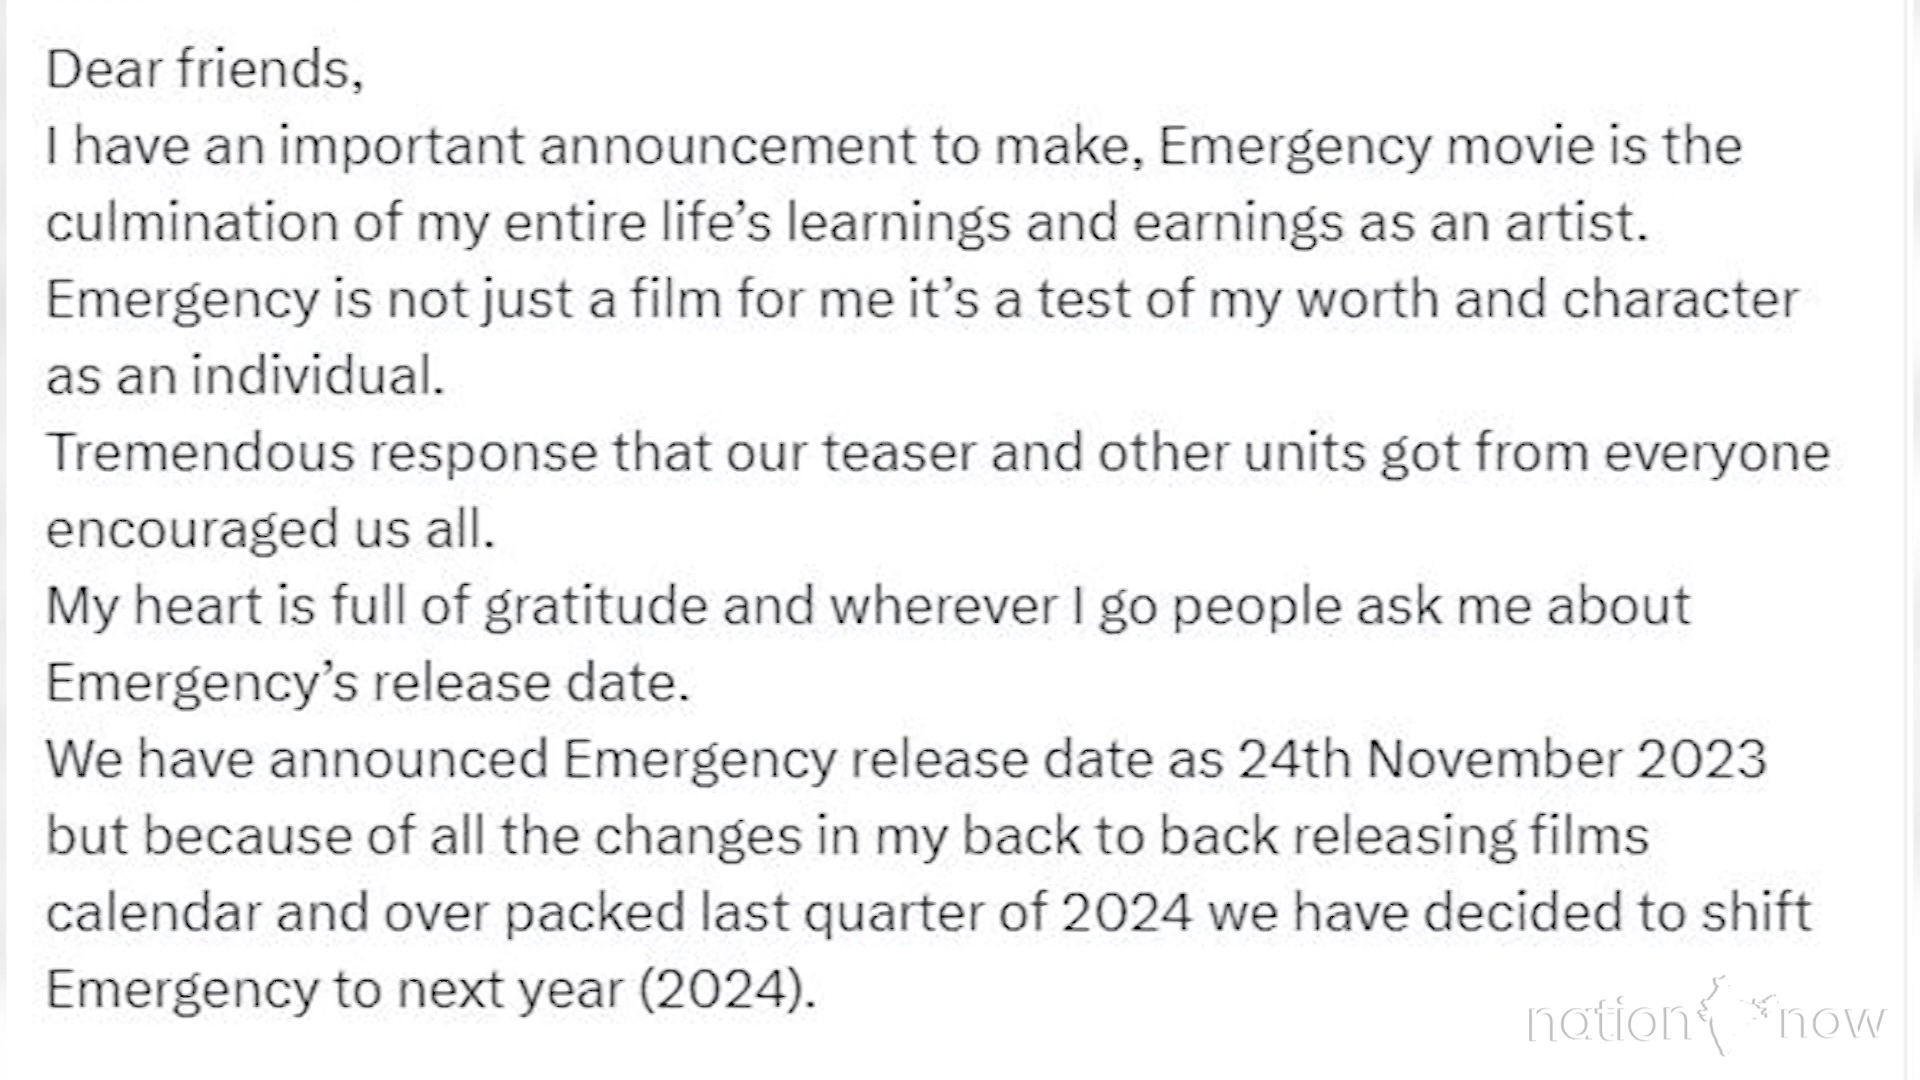 Dear friends,
I have an important announcement to make, Emergency movie is the
culmination of my entire life’s learnings and earnings as an artist.
Emergency is not just a film for me it’s a test of my worth and character
as an individual.
Tremendous response that our teaser and other units got from everyone
encouraged us all.
My heart is full of gratitude and wherever I go people ask me about
Emergency’s release date.
We have announced Emergency release date as 24th November 2023
but because of all the changes in my back to back releasing films
calendar and over packed last quarter of 2024 we have decided to shift
Emergency to next year (2024).
nation now